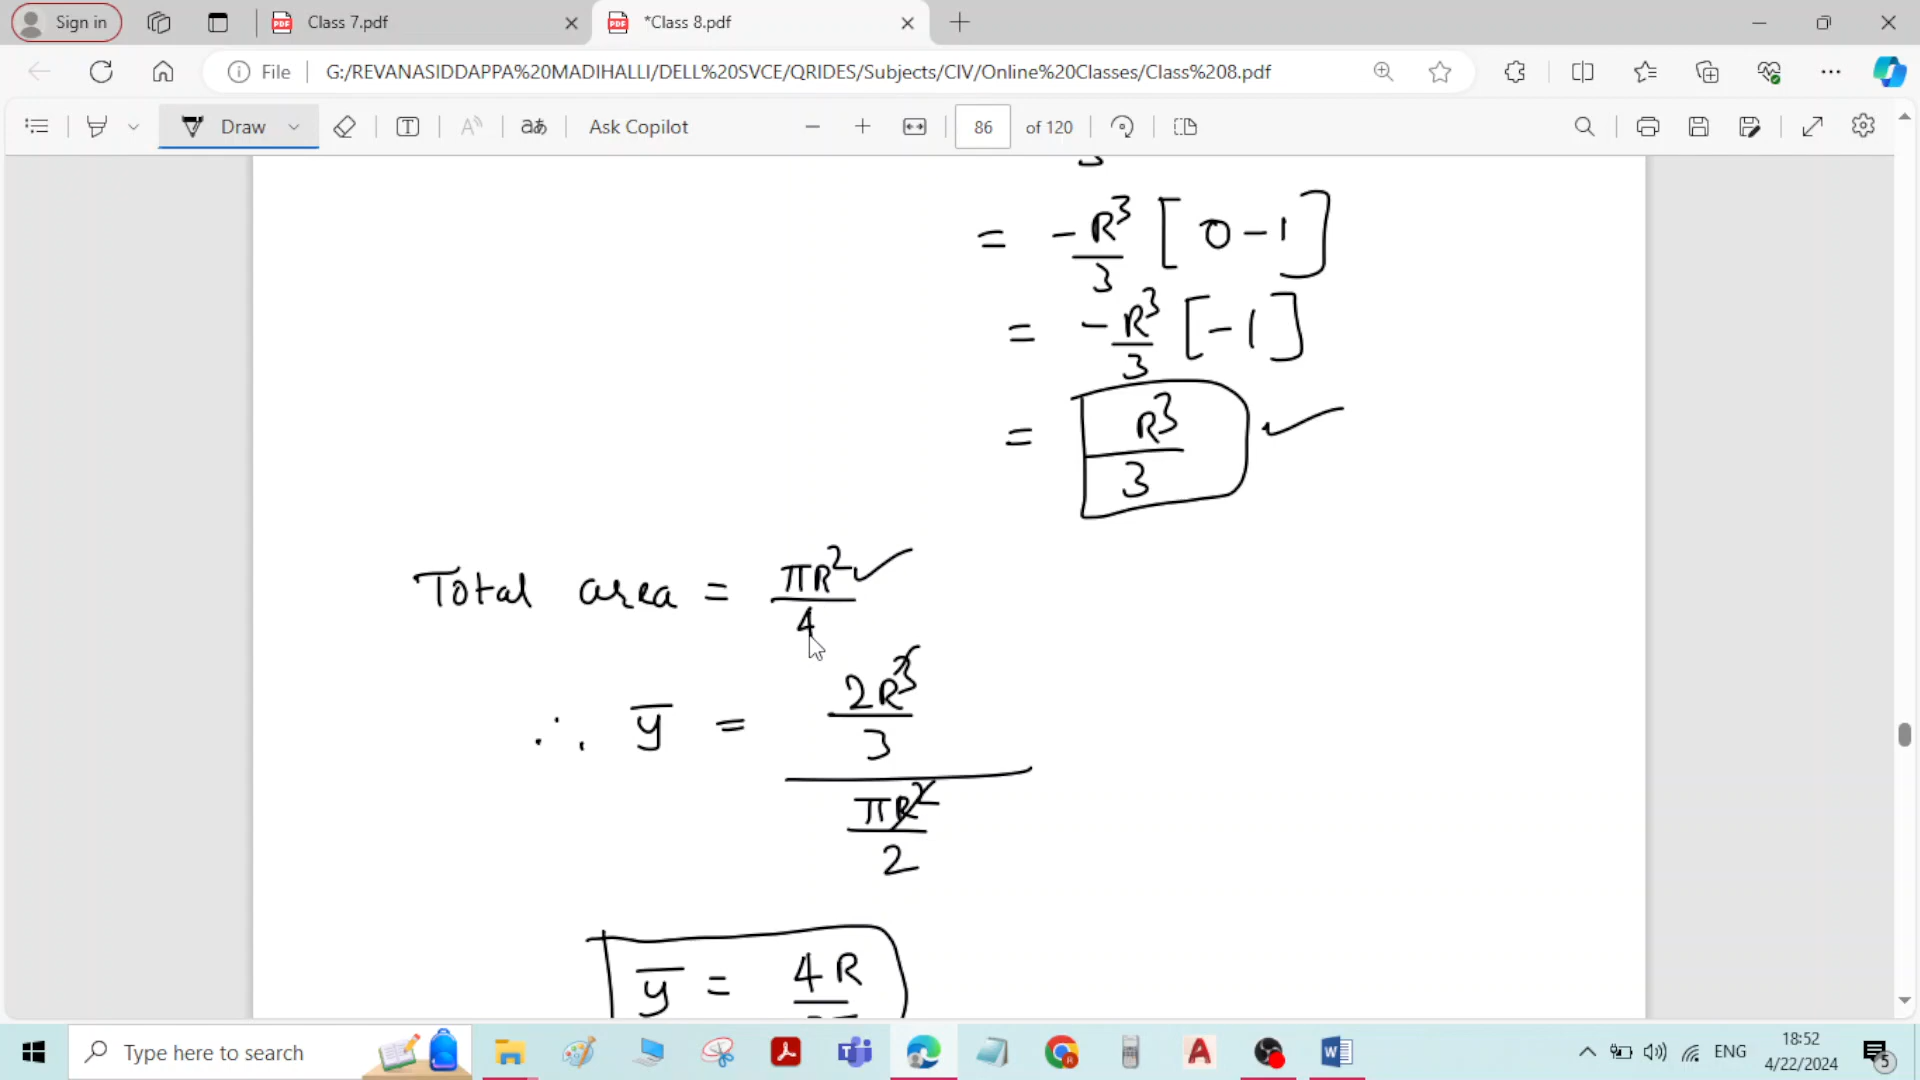 Sign in
Class 7.pdf
*Class 8.pdf
File
G:/REVANASIDDAPPA%20MADIHALLI/DELL%20SVCE/QRIDES/Subjects/CIV/Online%20Classes/Class%208.pdf
Draw
Ask Copilot
86 of 120
3
= -R³/3 [0-1]
= -R³/3 [-1]
= R³/3 ✓
Total area = πR²/4 ✓
∴ y̅ = (2R³/3)/(πR²/2)
y̅ = 4R
Type here to search
ENG
18:52
4/22/2024
5